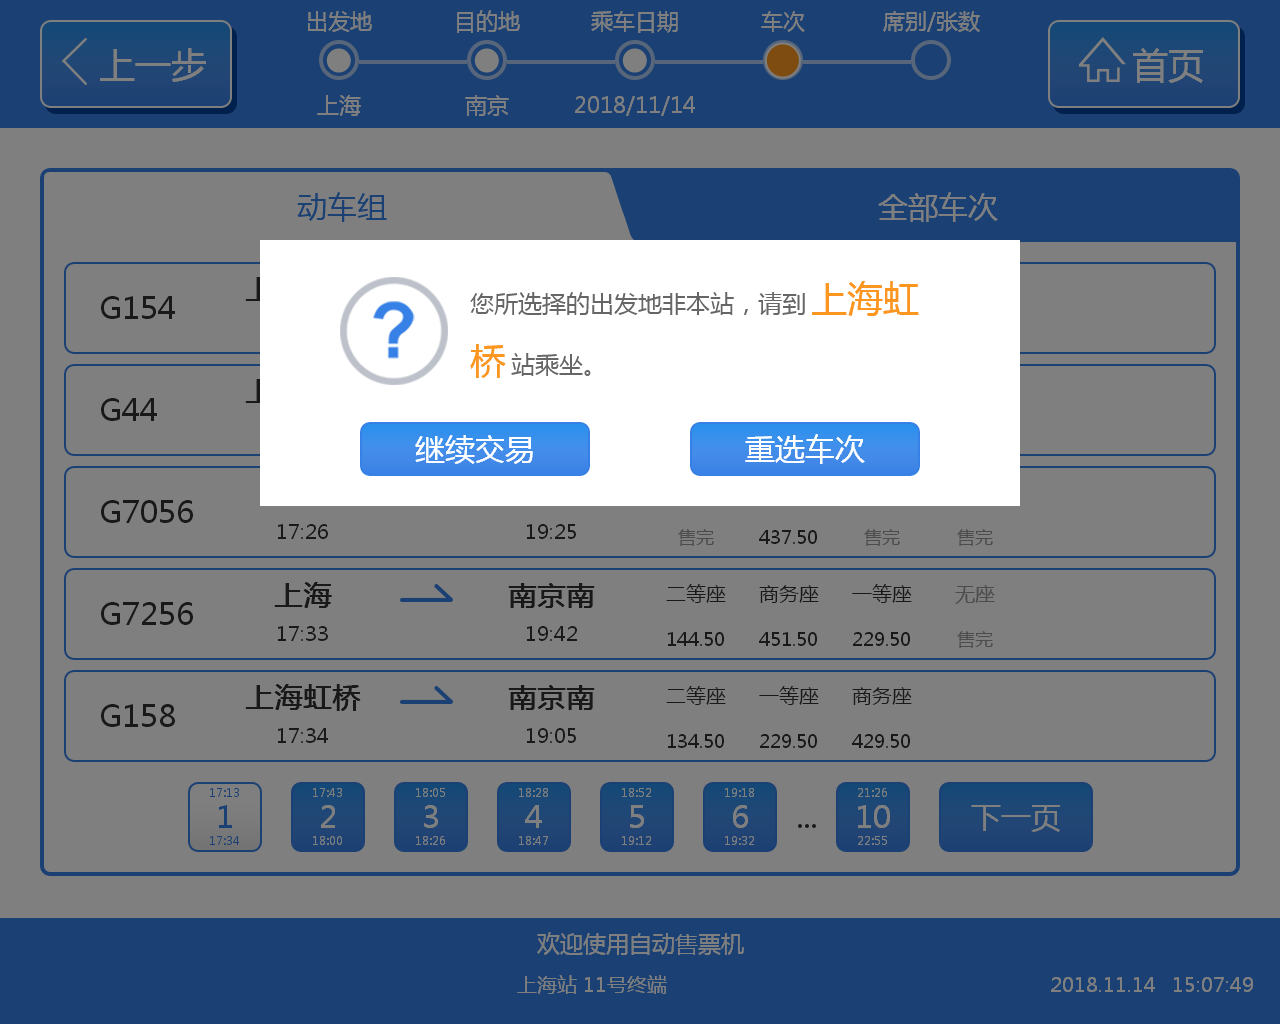 上一步
出发地 目的地 乘车日期 车次 席别/张数
上海 南京 2018/11/14
首页
动车组 全部车次
您所选择的出发地非本站，请到 上海虹
桥 站乘坐。
继续交易 重选车次
G154
G44
G7056
17:26 19:25 售完 437.50 售完 售完
G7256
上海 南京南 二等座 商务座 一等座 无座
17:33 19:42 144.50 451.50 229.50 售完
G158
上海虹桥 南京南 二等座 一等座 商务座
17:34 19:05 134.50 229.50 429.50
17:13 17:43 18:05 18:28 18:52 19:18 21:26
1 2 3 4 5 6 ... 10 下一页
17:34 18:00 18:26 18:47 19:12 19:32 22:55
欢迎使用自动售票机
上海站 11号终端 2018.11.14 15:07:49